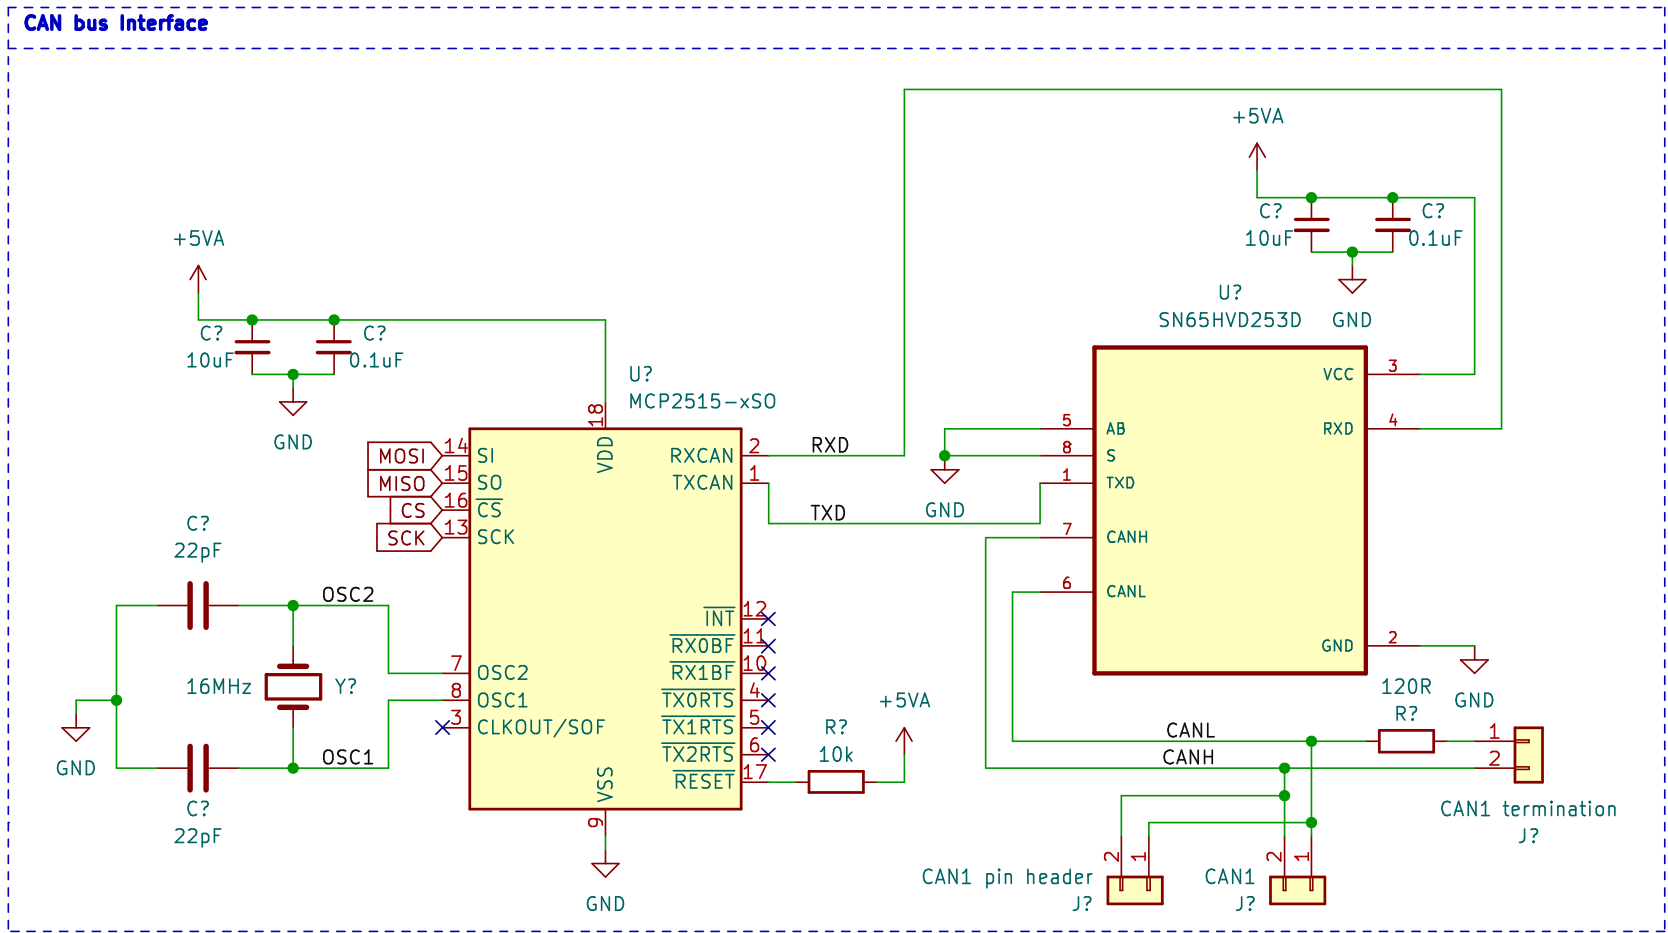 CAN bus Interface
+5VA
C?
10uF
C?
0.1uF
GND
+5VA
C?
10uF
C?
0.1uF
GND
U?
MCP2515-xSO
18
VDD
MOSI
14
SI
MISO
15
SO
CS
16
CS
SCK
13
SCK
RXCAN
2
RXD
TXCAN
1
TXD
INT
12
RX0BF
11
RX1BF
10
TX0RTS
4
TX1RTS
5
TX2RTS
6
RESET
17
7
OSC2
8
OSC1
3
CLKOUT/SOF
VSS
9
GND
C?
22pF
OSC2
16MHz
Y?
OSC1
GND
C?
22pF
R?
10k
+5VA
U?
SN65HVD253D
VCC
3
RXD
4
5
AB
8
S
1
TXD
7
CANH
6
CANL
GND
2
GND
GND
120R
R?
CANL
CANH
1
2
CAN1 termination
J?
2
1
CAN1 pin header
J?
2
1
CAN1
J?